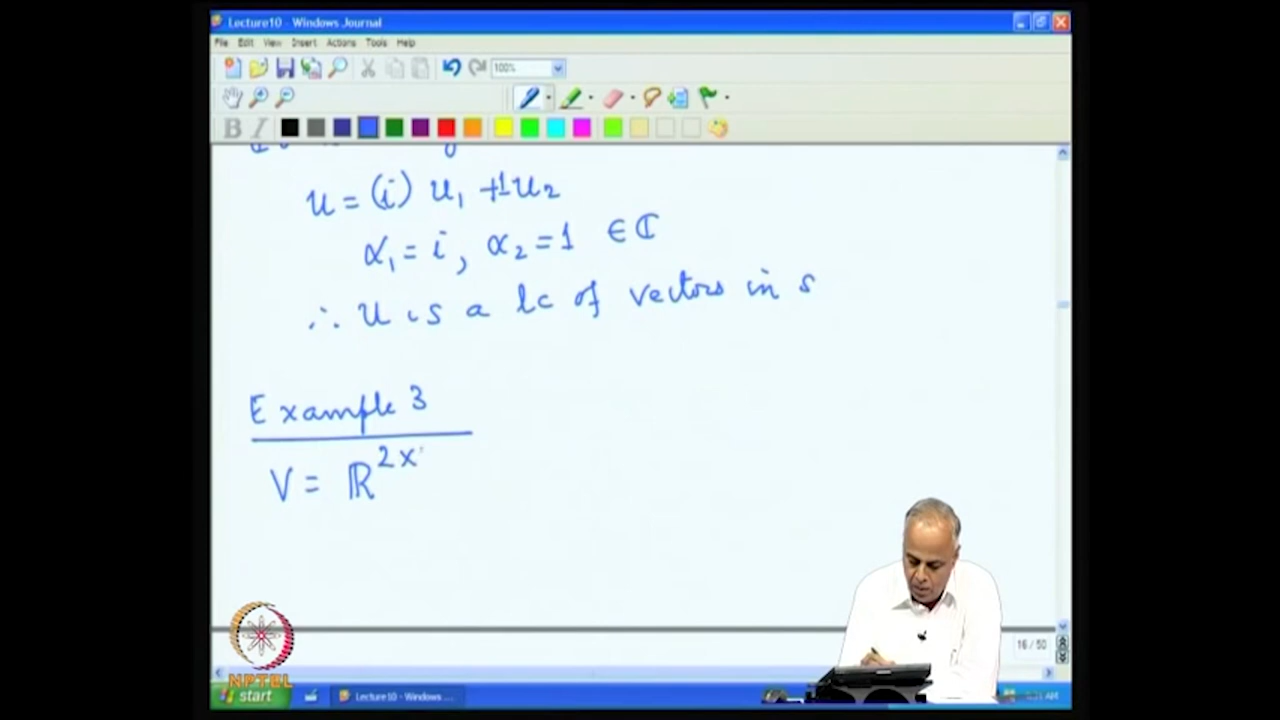 Lecture10 - Windows Journal
File Edit View Insert Actions Tools Help
100%
B I
u = (i) u₁ + 1u₂
α₁ = i, α₂ = 1 ∈ ℂ
∴ u is a lc of vectors in S
Example 3
V = ℝ^{2x
16 / 50
NPTEL
start Lecture10 - Windows ...